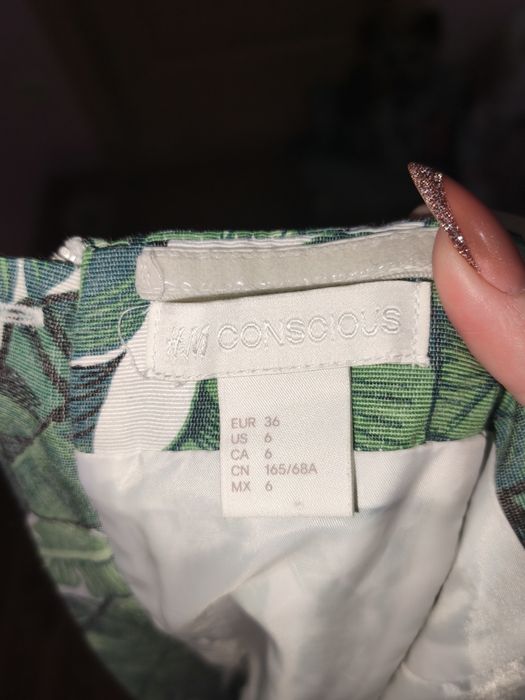 H&M CONSCIOUS
EUR 36
US 6
CA 6
CN 165/68A
MX 6